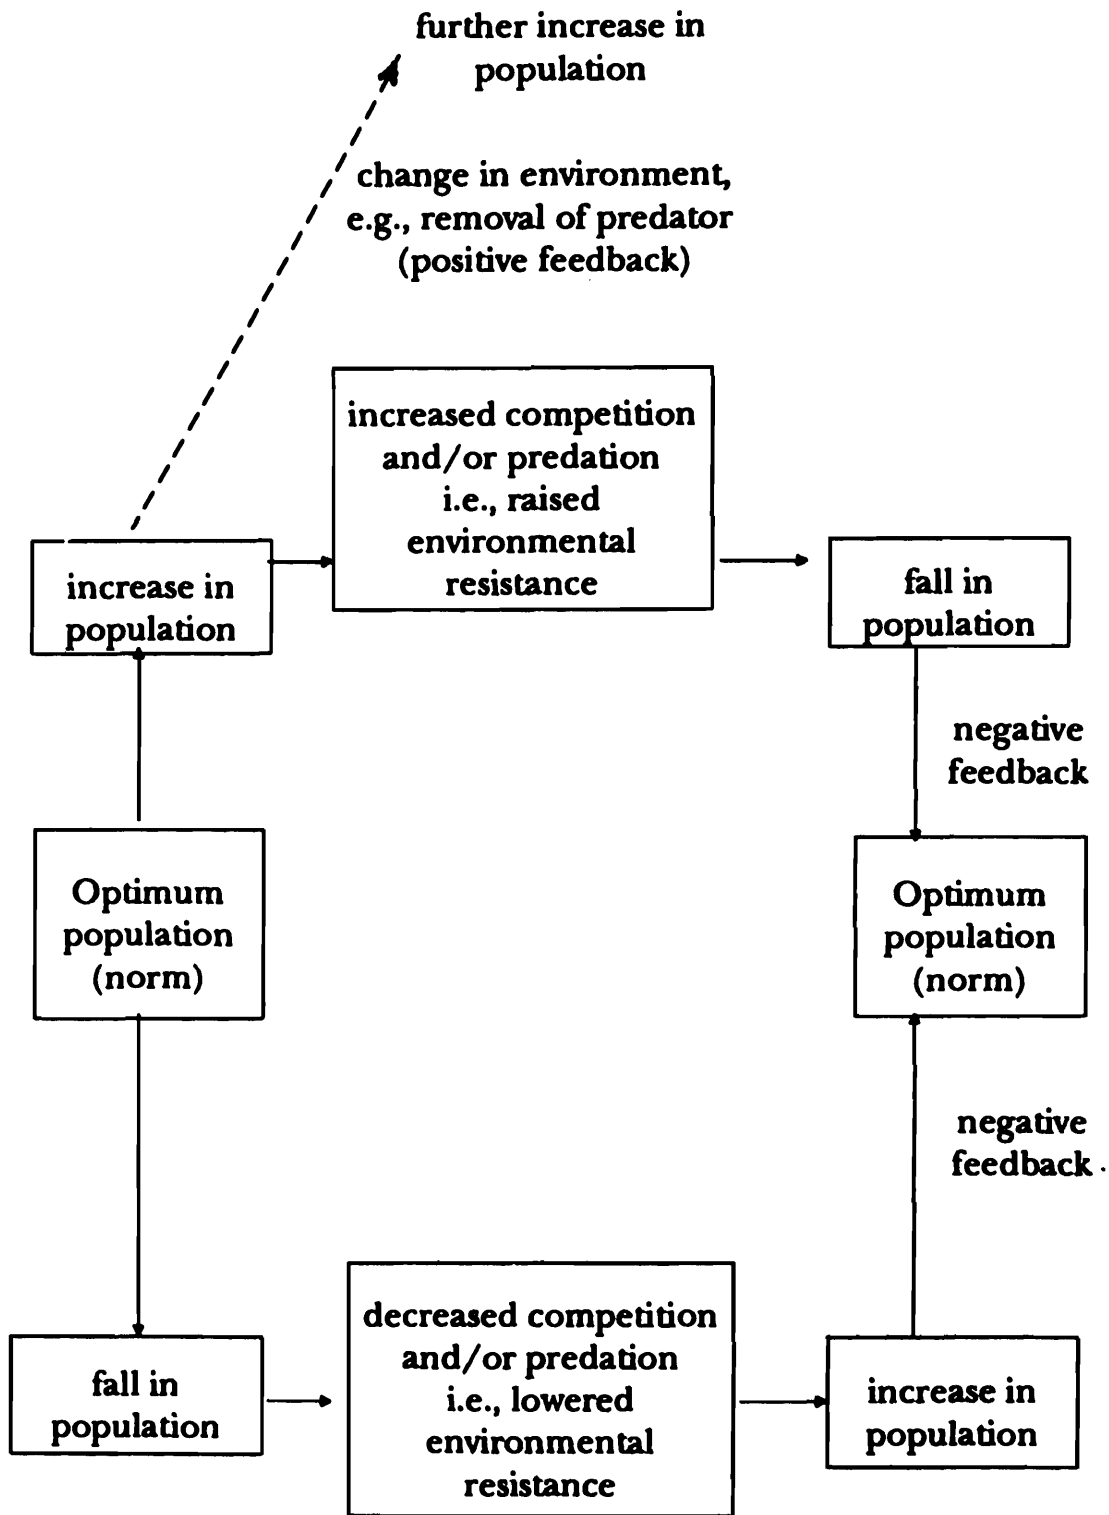 further increase in
population
change in environment,
e.g., removal of predator
(positive feedback)
increased competition
and/or predation
i.e., raised
environmental
resistance
increase in
population
fall in
population
negative
feedback
Optimum
population
(norm)
Optimum
population
(norm)
negative
feedback
decreased competition
and/or predation
i.e., lowered
environmental
resistance
fall in
population
increase in
population